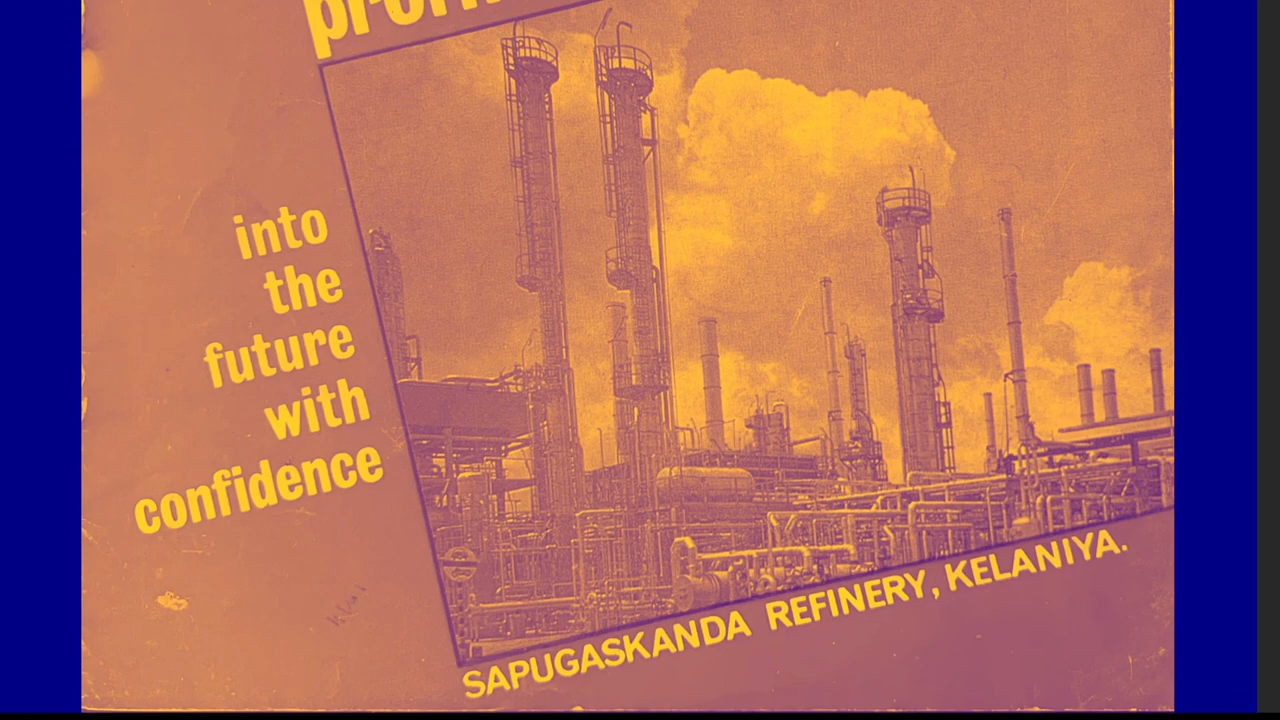 into
the
future
with
confidence
SAPUGASKANDA REFINERY, KELANIYA.